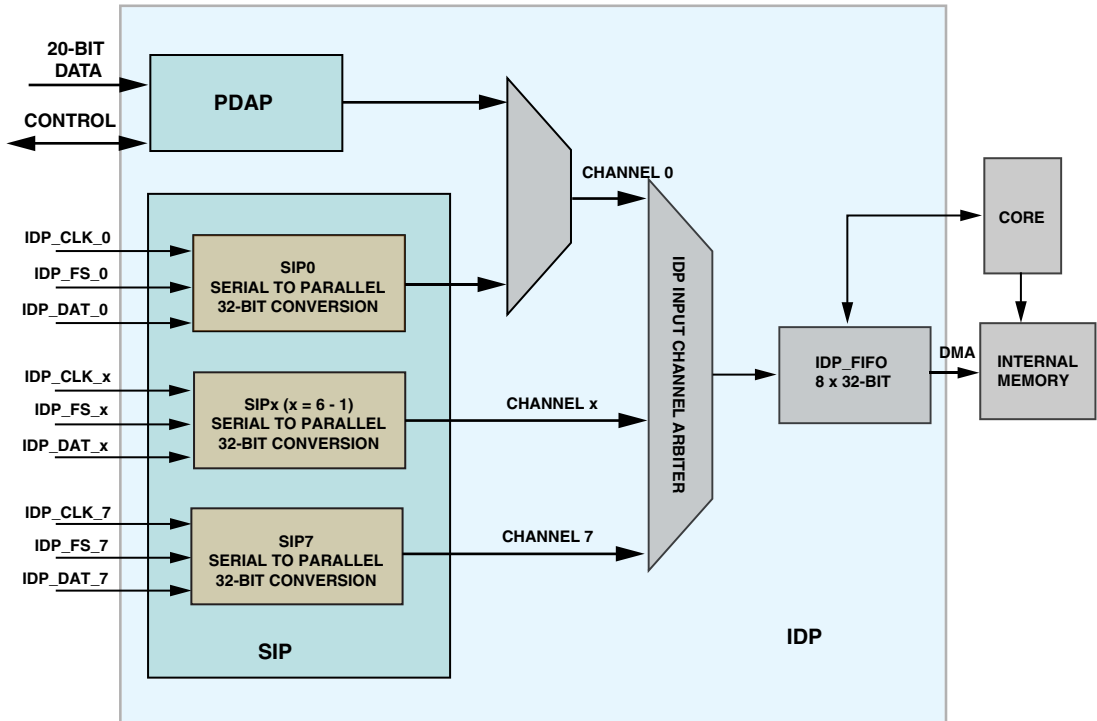 20-BIT
DATA
PDAP
CONTROL
CHANNEL 0
IDP_CLK_0
IDP_FS_0
IDP_DAT_0
SIP0
SERIAL TO PARALLEL
32-BIT CONVERSION
IDP_CLK_x
IDP_FS_x
IDP_DAT_x
SIPx (x = 6 - 1)
SERIAL TO PARALLEL
32-BIT CONVERSION
CHANNEL x
IDP_CLK_7
IDP_FS_7
IDP_DAT_7
SIP7
SERIAL TO PARALLEL
32-BIT CONVERSION
CHANNEL 7
SIP
IDP INPUT CHANNEL ARBITER
IDP_FIFO
8 x 32-BIT
DMA
CORE
INTERNAL
MEMORY
IDP